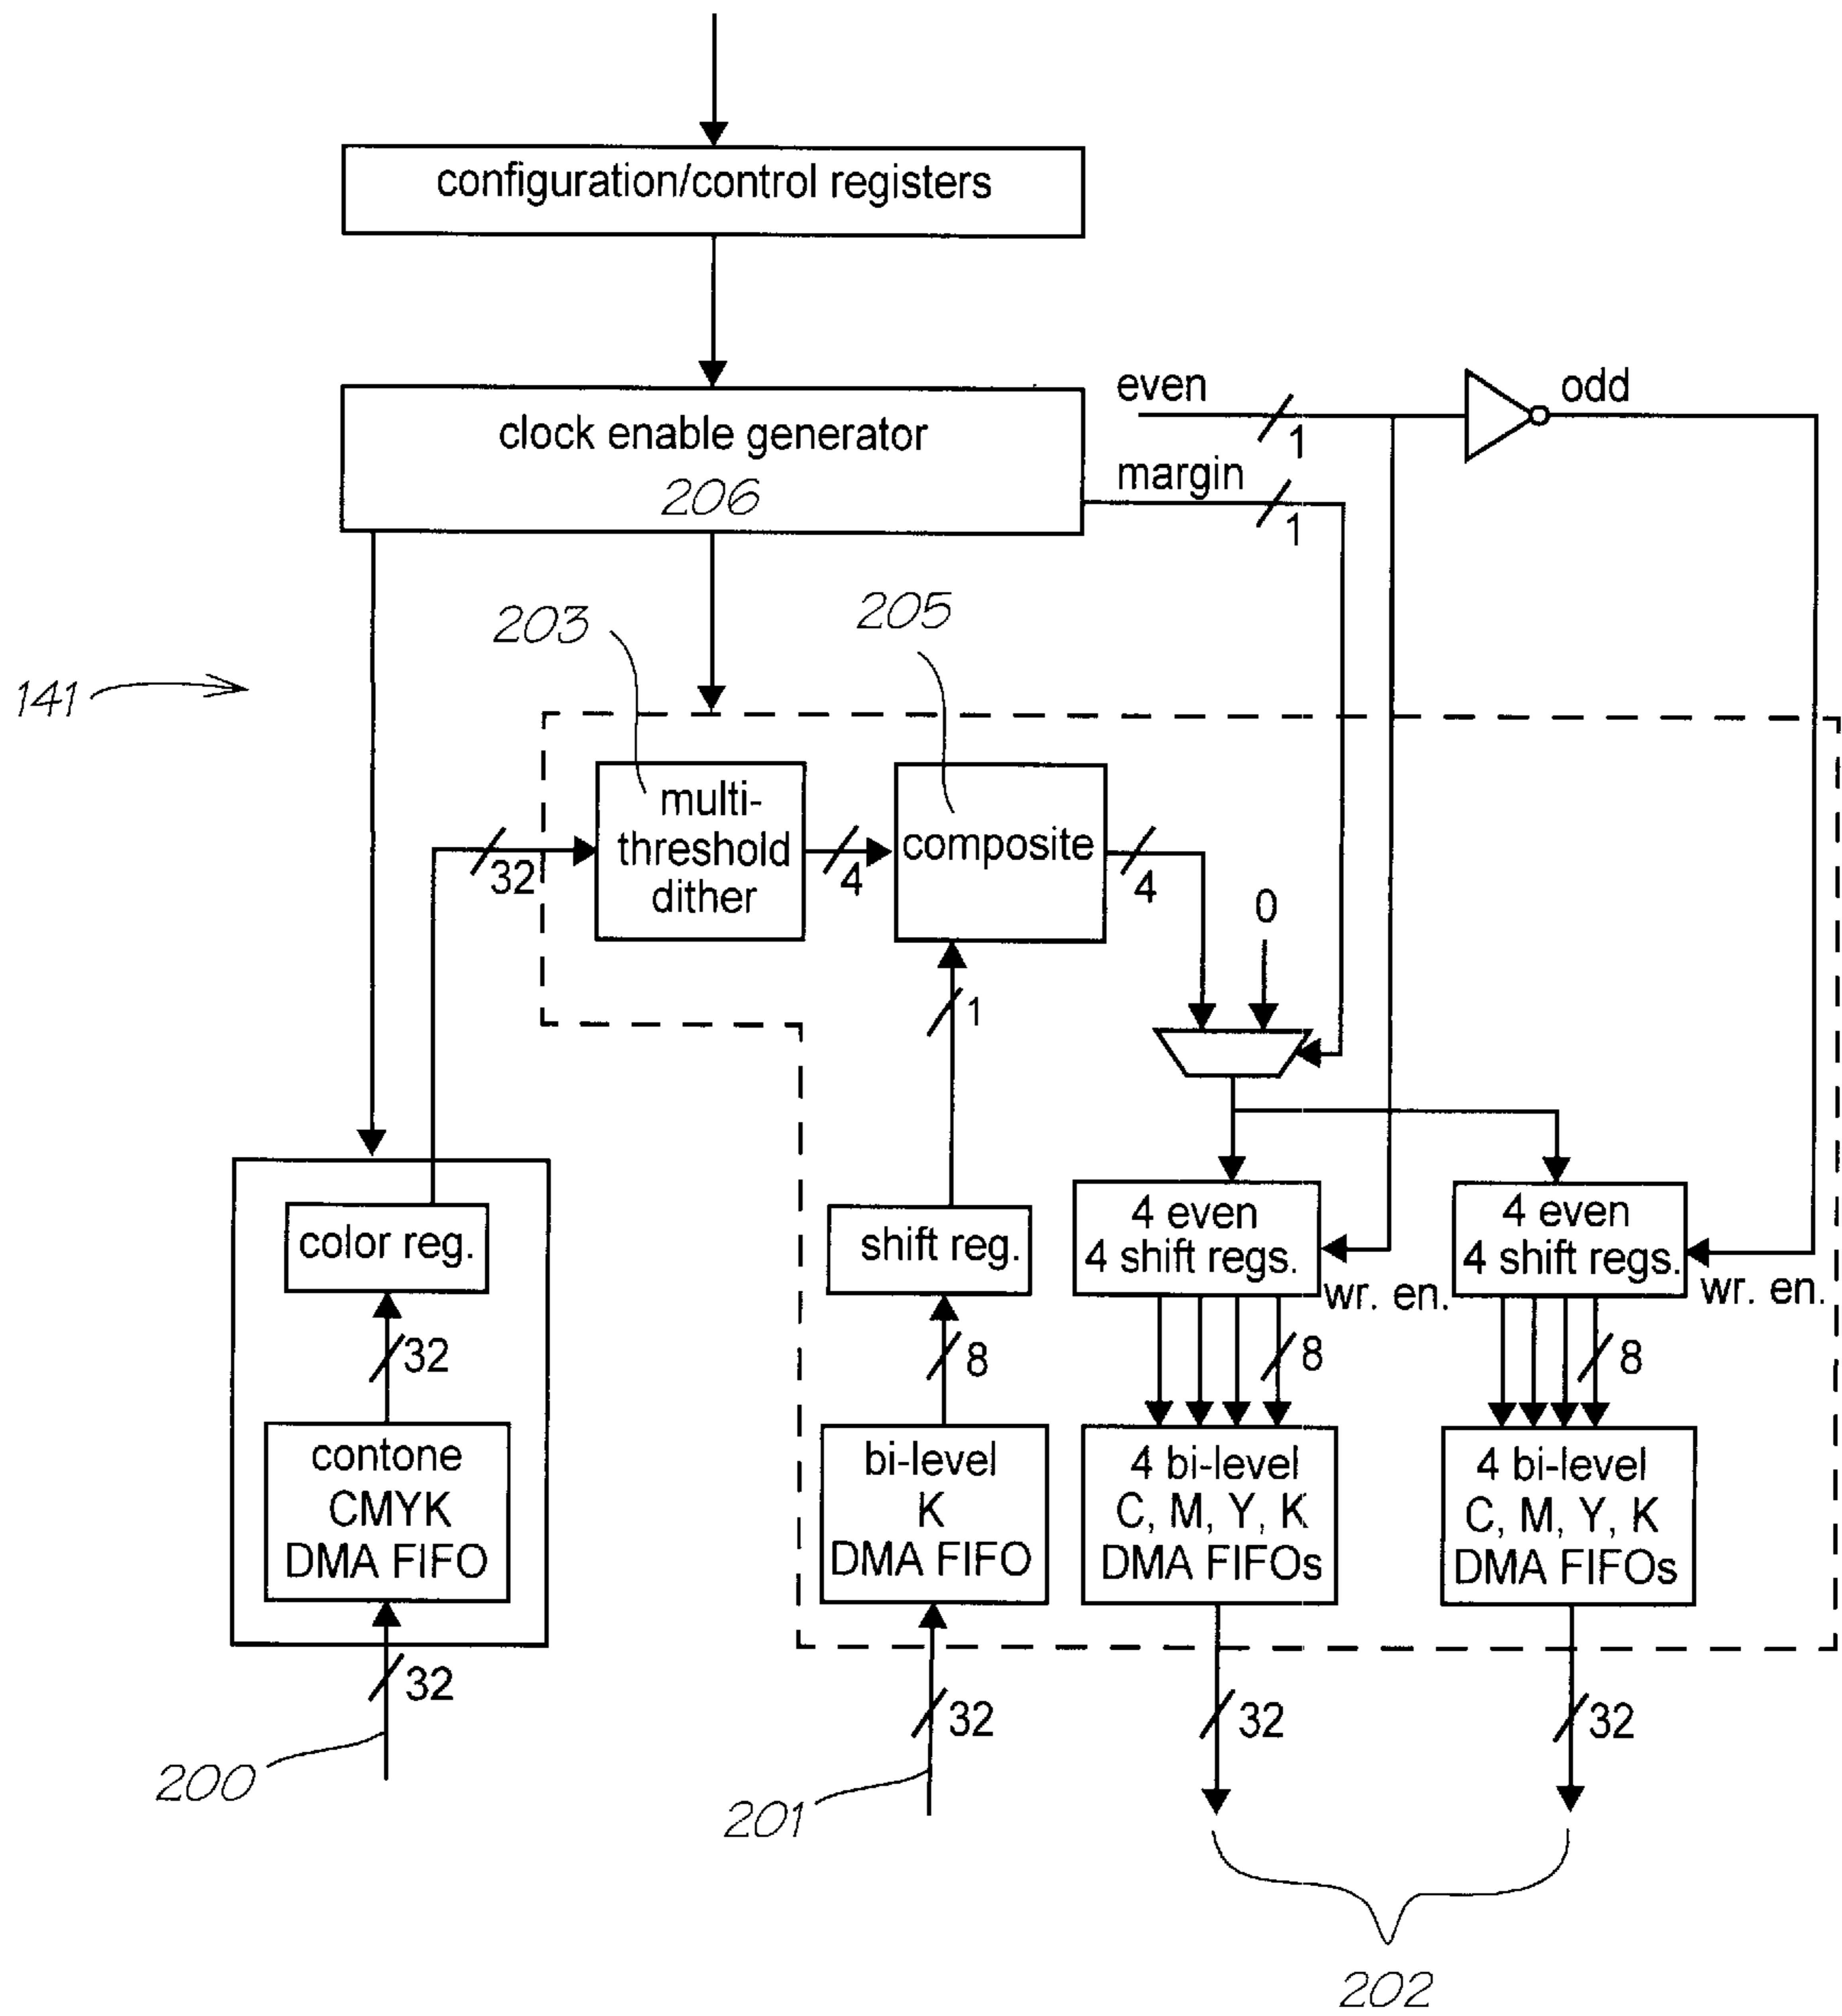 configuration/control registers
even
odd
clock enable generator
1
206
margin
1
203
205
141
multi-
threshold
dither
composite
32
4
4
0
1
color reg.
shift reg.
4 even
4 shift regs.
4 even
4 shift regs.
wr. en.
wr. en.
32
8
8
8
contone
CMYK
DMA FIFO
bi-level
K
DMA FIFO
4 bi-level
C, M, Y, K
DMA FIFOs
4 bi-level
C, M, Y, K
DMA FIFOs
32
32
32
32
200
201
202